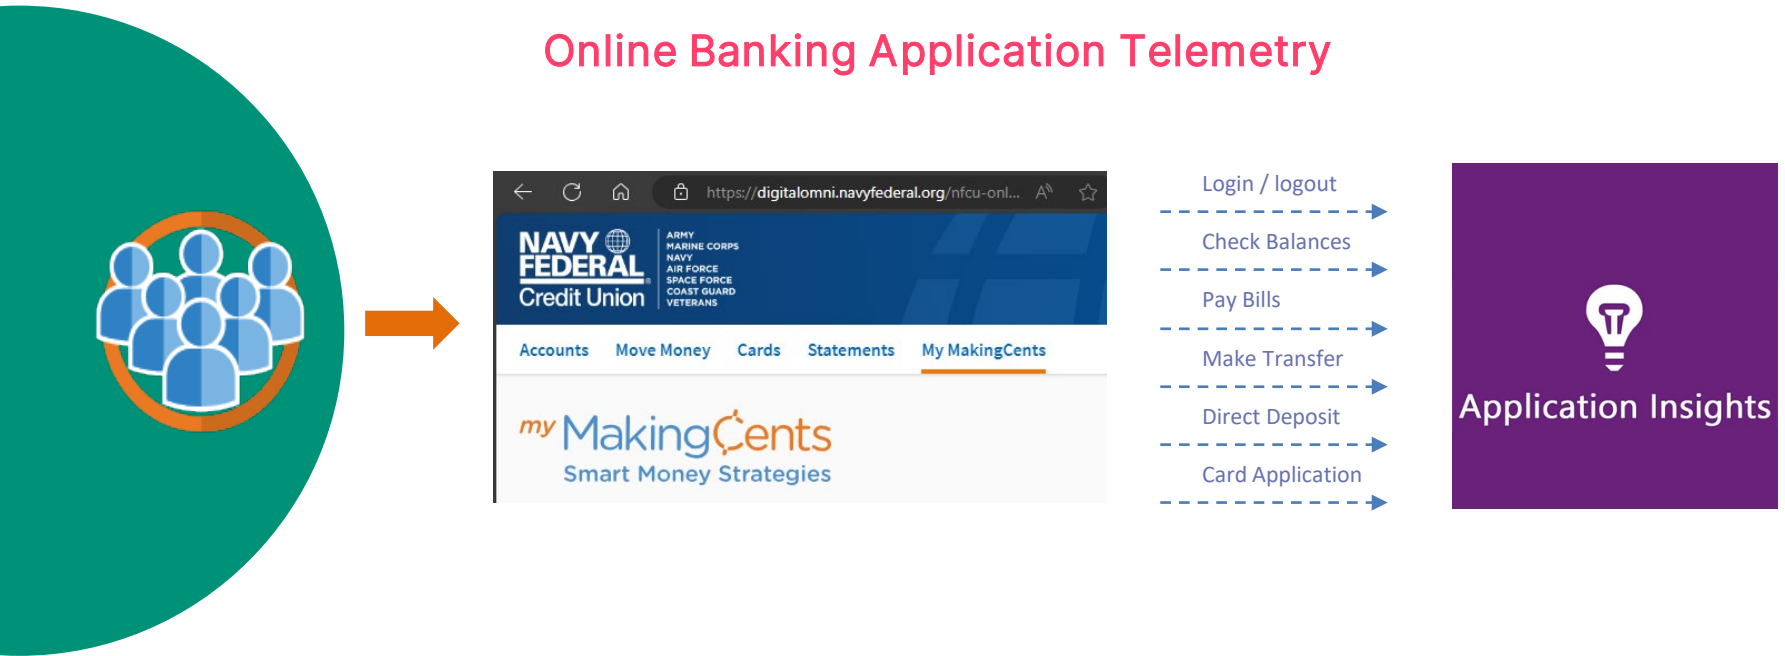 Online Banking Application Telemetry
https://digitalomni.navyfederal.org/nfcu-onl...
NAVY
FEDERAL
Credit Union
ARMY
MARINE CORPS
NAVY
AIR FORCE
SPACE FORCE
COAST GUARD
VETERANS
Accounts Move Money Cards Statements My MakingCents
my MakingCents
Smart Money Strategies
Login / logout
Check Balances
Pay Bills
Make Transfer
Direct Deposit
Card Application
Application Insights